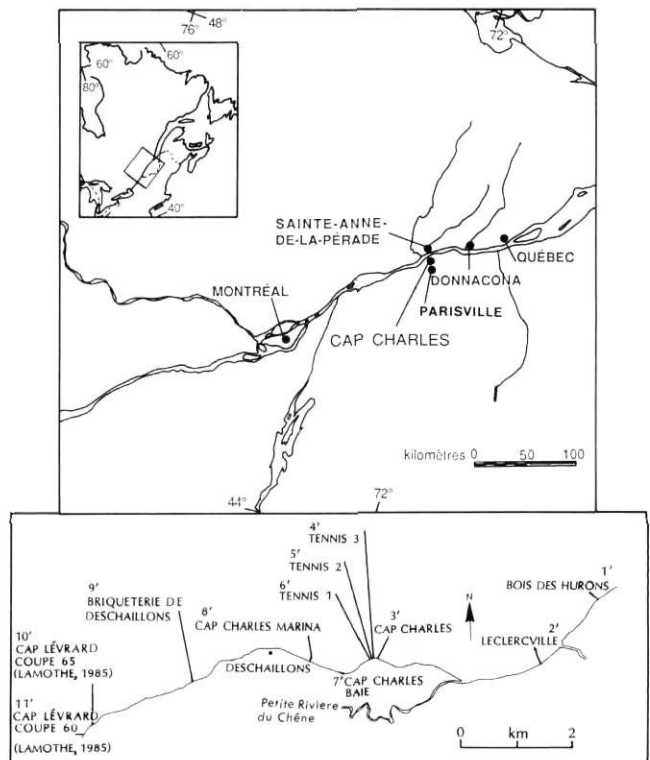 76° 48°
72°
60°
60°
80°
40°
SAINTE-ANNE-
DE-LA-PÉRADE
QUÉBEC
DONNACONA
MONTRÉAL
PARISVILLE
CAP CHARLES
kilomètres 0 50 100
44°
72°
4'
TENNIS 3
5'
TENNIS 2
6'
TENNIS 1
1'
BOIS DES HURONS
9'
BRIQUETERIE DE
DESCHAILLONS
8'
CAP CHARLES MARINA
3'
CAP CHARLES
N
2'
LECLERCVILLE
10'
CAP LÉVRARD
COUPE 65
(LAMOTHE, 1985)
DESCHAILLONS
7' CAP CHARLES
BAIE
Petite Rivière
du Chêne
11'
CAP LÉVRARD
COUPE 60
(LAMOTHE, 1985)
0 km 2